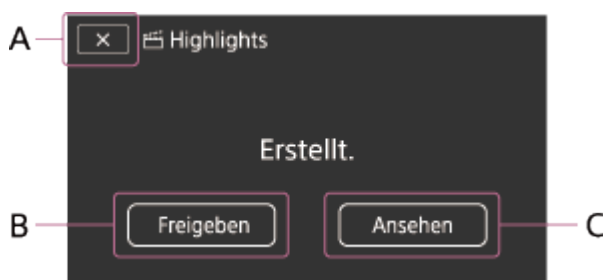 A × Highlights
Erstellt.
B Freigeben Ansehen C